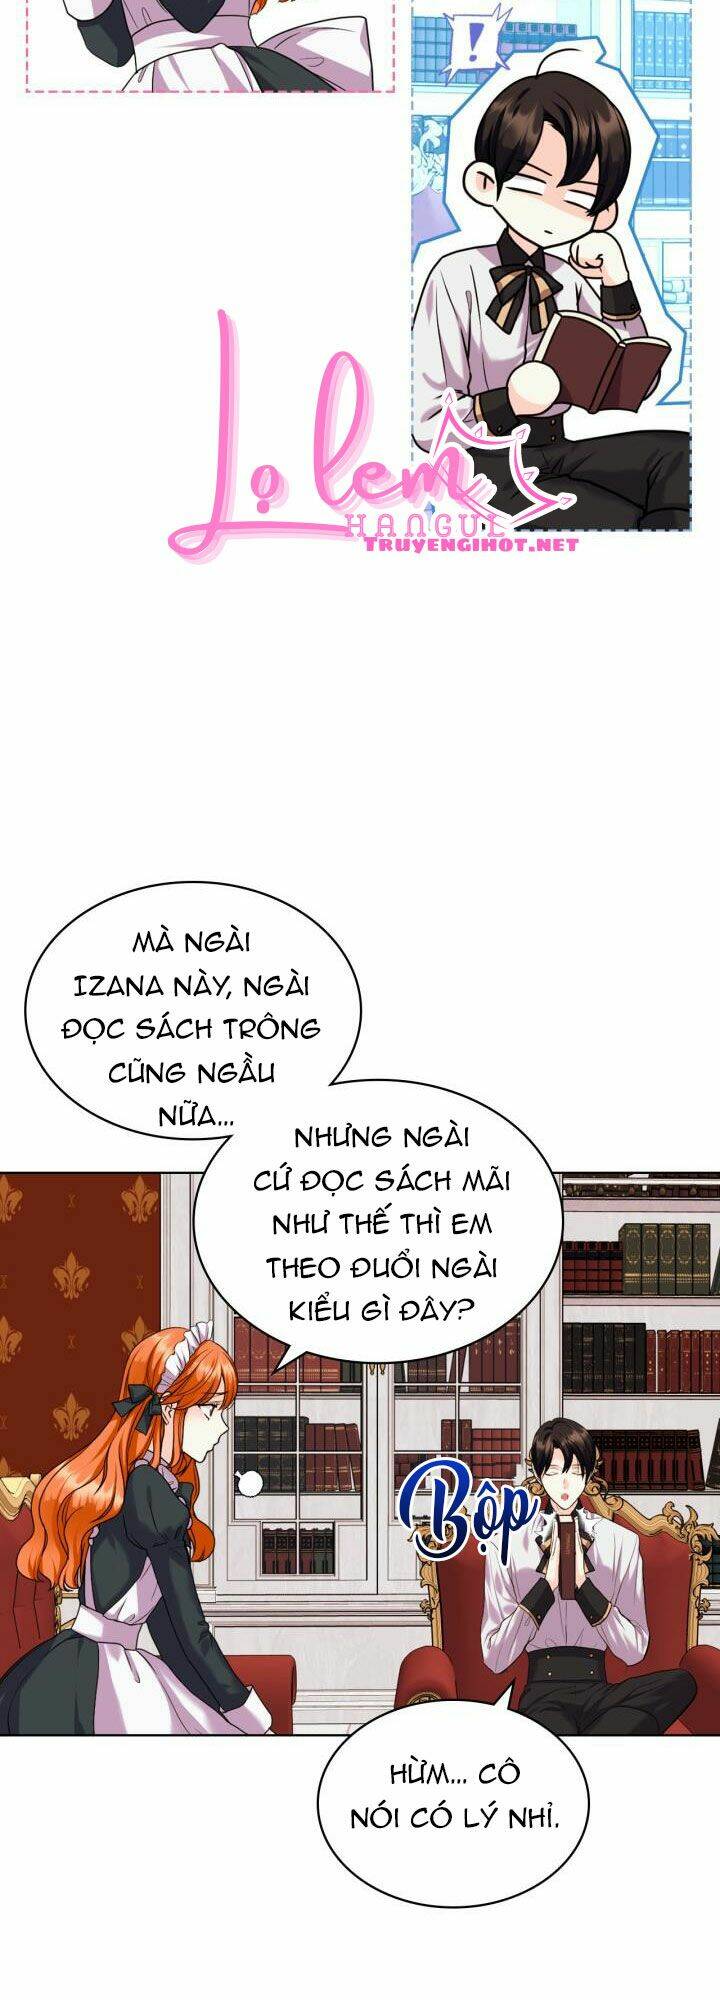 !
Lọ lem
HANGUL
TRUYENGIHOT.NET
MÀ NGÀI
IZANA NÀY, NGÀI
ĐỌC SÁCH TRÔNG
CŨNG NGẦU
NỮA...
NHƯNG NGÀI
CỨ ĐỌC SÁCH MÃI
NHƯ THẾ THÌ EM
THEO ĐUỔI NGÀI
KIỂU GÌ ĐÂY?
Bộp
HỪM... CÔ
NÓI CÓ LÝ NHỈ.